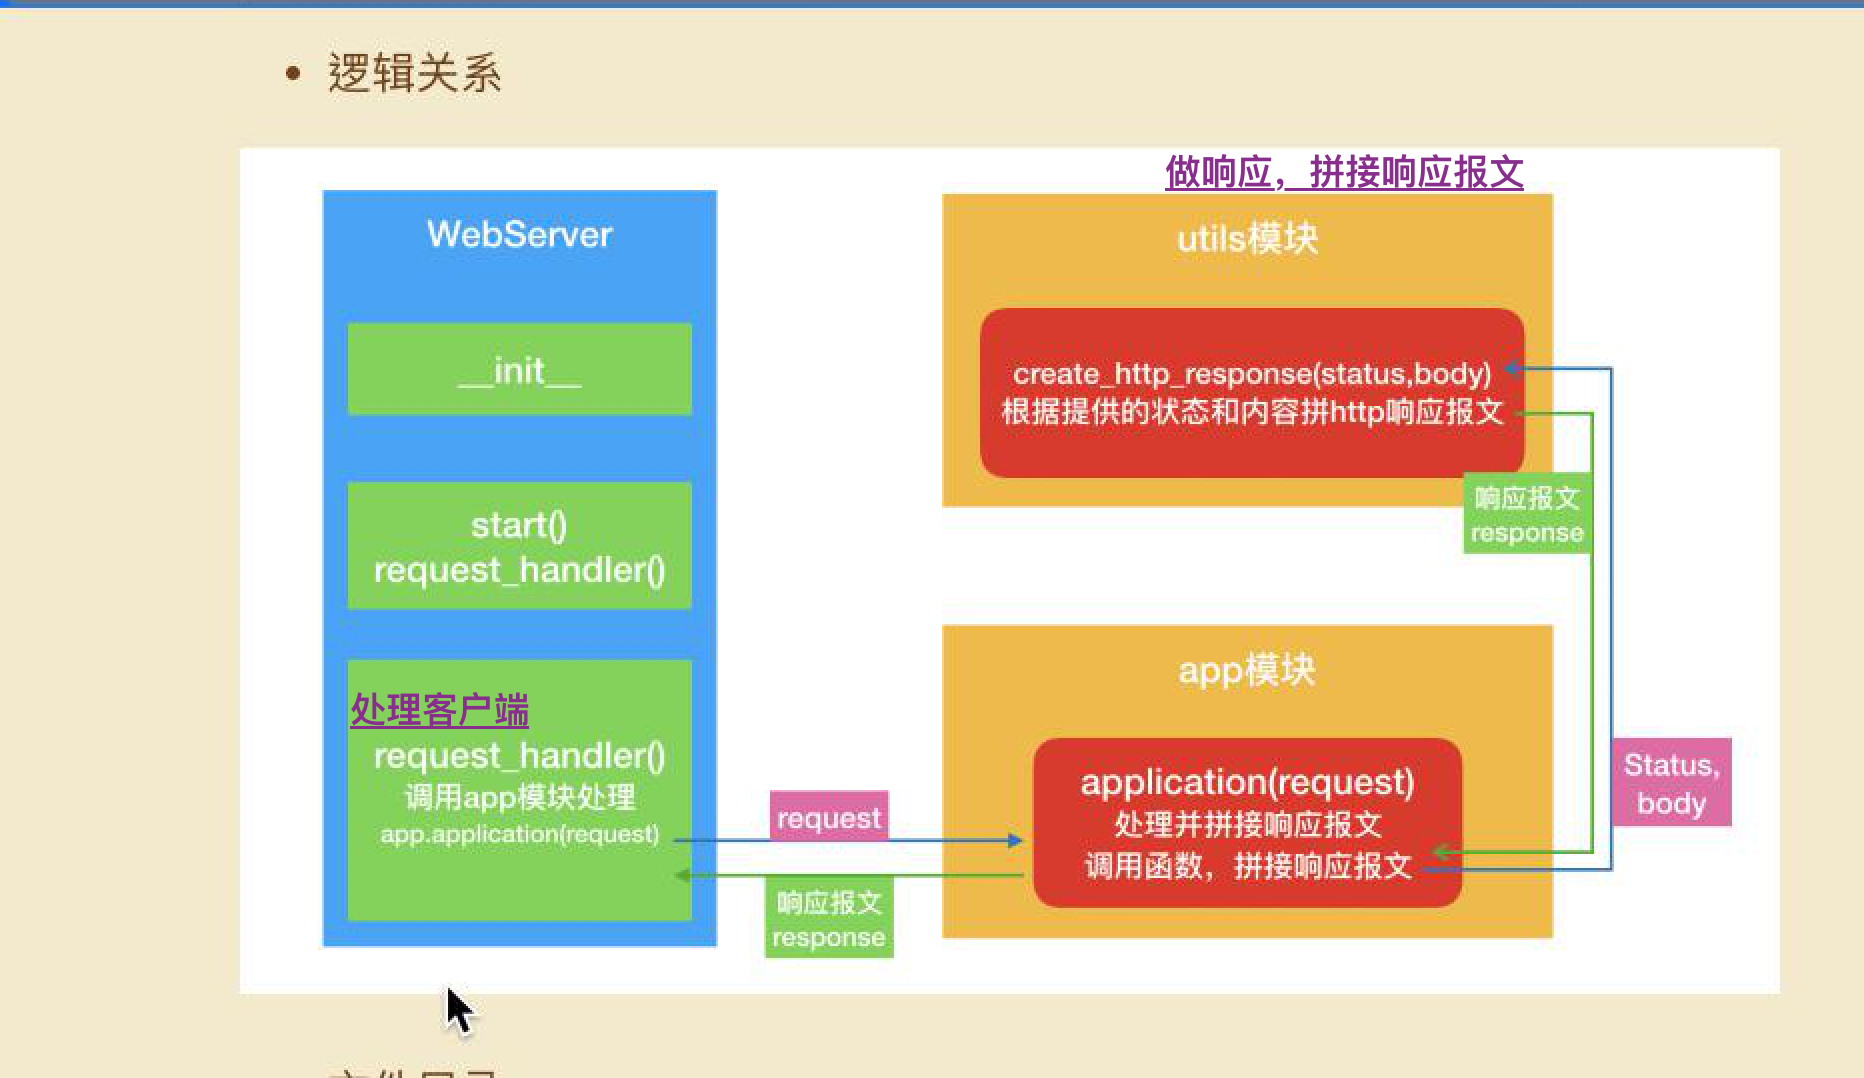 逻辑关系
做响应，拼接响应报文
WebServer
__init__
start()
request_handler()
处理客户端
request_handler()
调用app模块处理
app.application(request)
request
响应报文
response
utils模块
create_http_response(status,body)
根据提供的状态和内容拼http响应报文
响应报文
response
app模块
application(request)
处理并拼接响应报文
调用函数，拼接响应报文
Status,
body